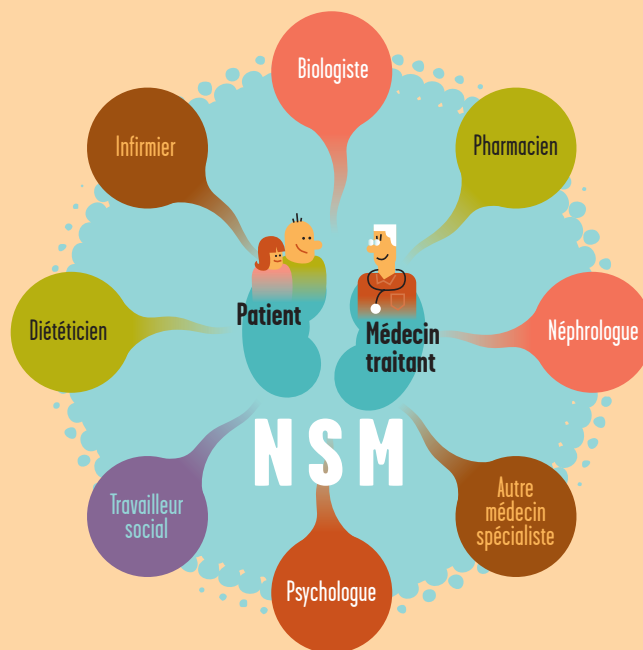 Biologiste
Infirmier
Pharmacien
Patient
Médecin
traitant
Diététicien
Néphrologue
NSM
Travailleur
social
Autre
médecin
spécialiste
Psychologue